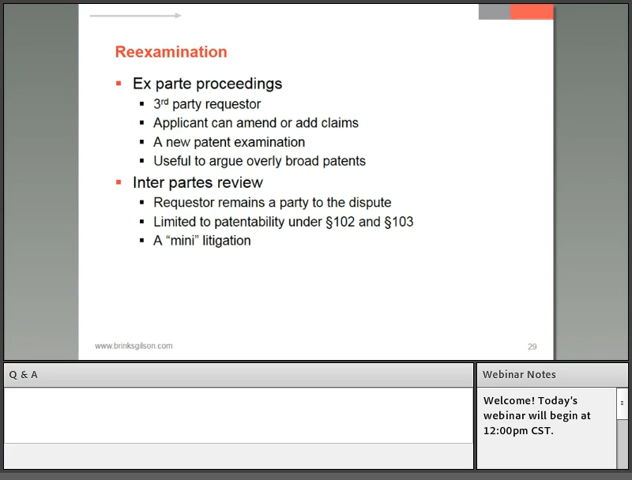 Reexamination
▪ Ex parte proceedings
▪ 3rd party requestor
▪ Applicant can amend or add claims
▪ A new patent examination
▪ Useful to argue overly broad patents
▪ Inter partes review
▪ Requestor remains a party to the dispute
▪ Limited to patentability under §102 and §103
▪ A “mini” litigation
www.brinksgilson.com 29
Q & A
Webinar Notes
Welcome! Today's
webinar will begin at
12:00pm CST.